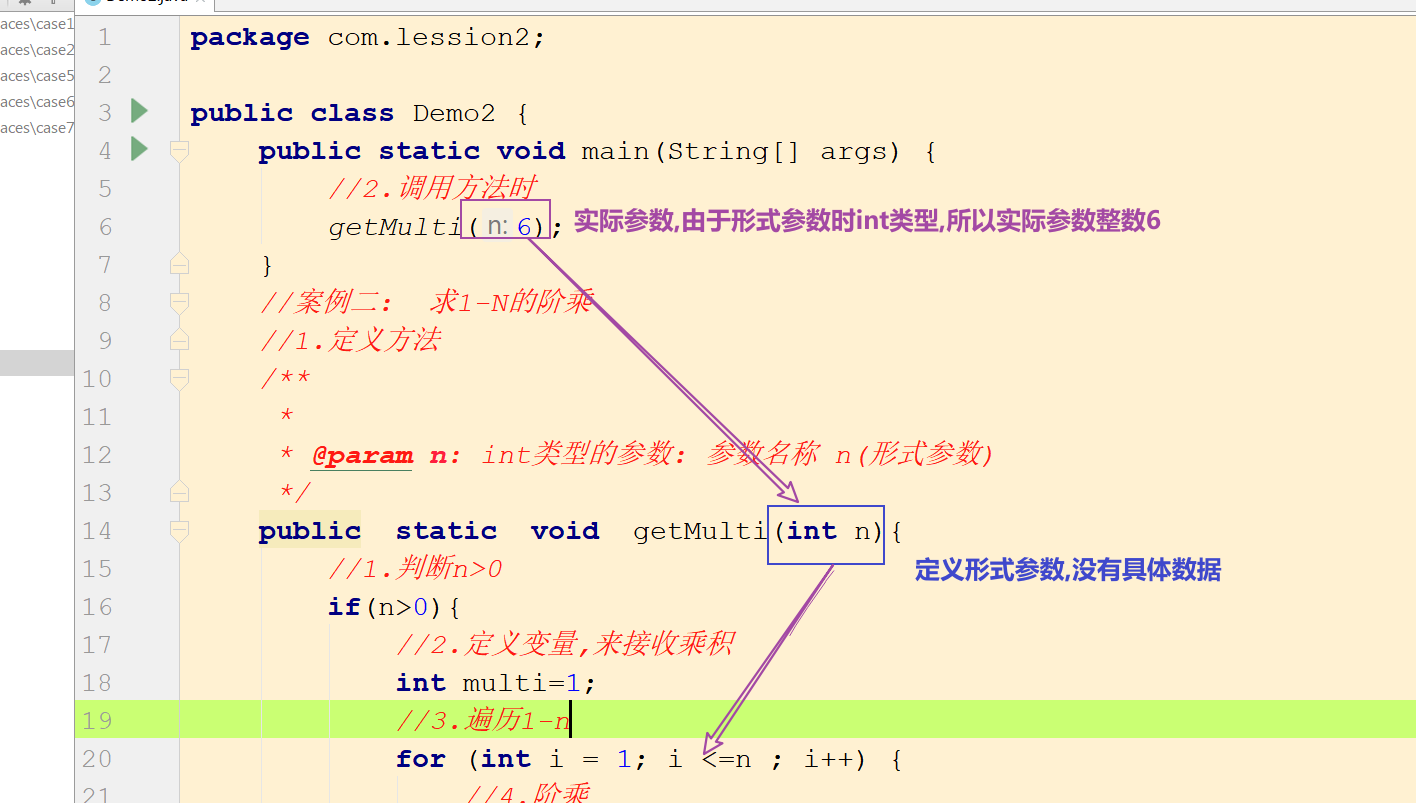 Demo2.java
aces\case1
aces\case2
aces\case5
aces\case6
aces\case7
1 package com.lession2;
2
3 public class Demo2 {
4 public static void main(String[] args) {
5 //2.调用方法时
6 getMulti( n: 6); 实际参数,由于形式参数时int类型,所以实际参数整数6
7 }
8 //案例二: 求1-N的阶乘
9 //1.定义方法
10 /**
11 *
12 * @param n: int类型的参数: 参数名称 n(形式参数)
13 */
14 public static void getMulti(int n){
15 //1.判断n>0
定义形式参数,没有具体数据
16 if(n>0){
17 //2.定义变量,来接收乘积
18 int multi=1;
19 //3.遍历1-n
20 for (int i = 1; i <=n ; i++) {
21 //4.阶乘